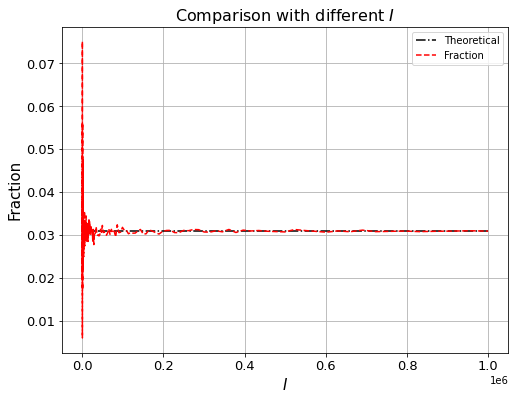 Comparison with different I
Theoretical
Fraction
0.07
0.06
0.05
0.04
0.03
0.02
0.01
Fraction
0.0 0.2 0.4 0.6 0.8 1.0
1e6
I